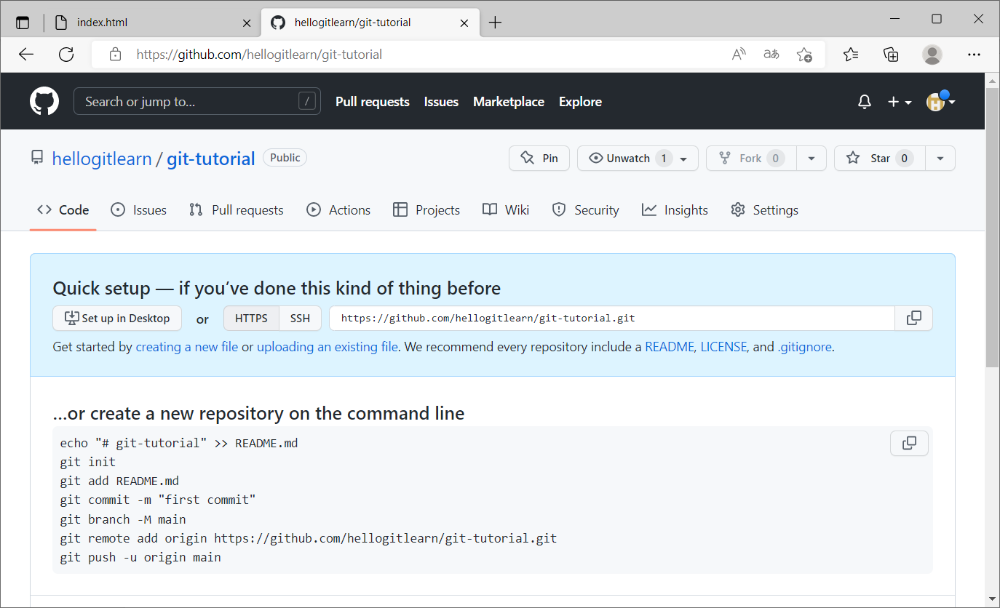 index.html
hellogitlearn/git-tutorial
https://github.com/hellogitlearn/git-tutorial
Search or jump to... /
Pull requests Issues Marketplace Explore
hellogitlearn / git-tutorial Public
Pin Unwatch 1 Fork 0 Star 0
Code Issues Pull requests Actions Projects Wiki Security Insights Settings
Quick setup — if you’ve done this kind of thing before
Set up in Desktop or HTTPS SSH https://github.com/hellogitlearn/git-tutorial.git
Get started by creating a new file or uploading an existing file. We recommend every repository include a README, LICENSE, and .gitignore.
…or create a new repository on the command line
echo "# git-tutorial" >> README.md
git init
git add README.md
git commit -m "first commit"
git branch -M main
git remote add origin https://github.com/hellogitlearn/git-tutorial.git
git push -u origin main